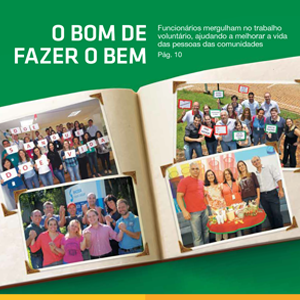 O BOM DE
FAZER O BEM
Funcionários mergulham no trabalho
voluntário, ajudando a melhorar a vida
das pessoas das comunidades
Pág. 10